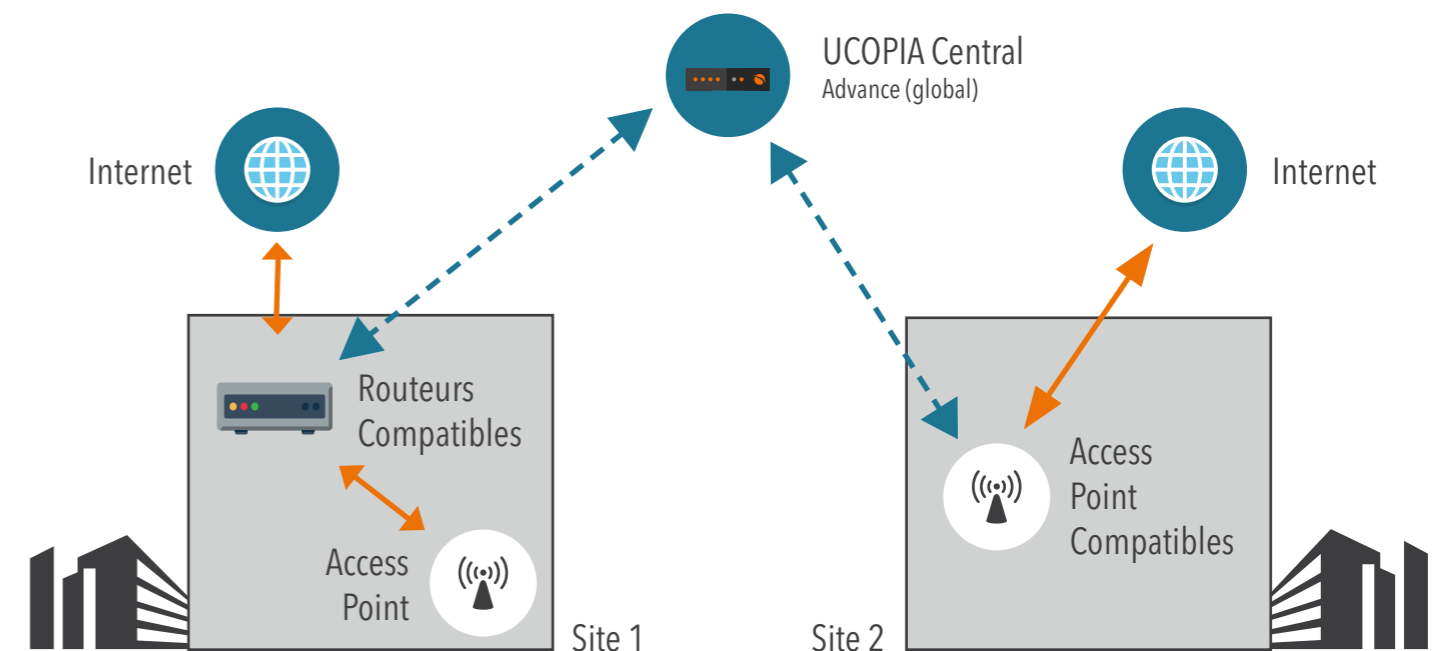 UCOPIA Central
Advance (global)
Internet
Internet
Routeurs
Compatibles
Access
Point
Site 1
Access
Point
Compatibles
Site 2